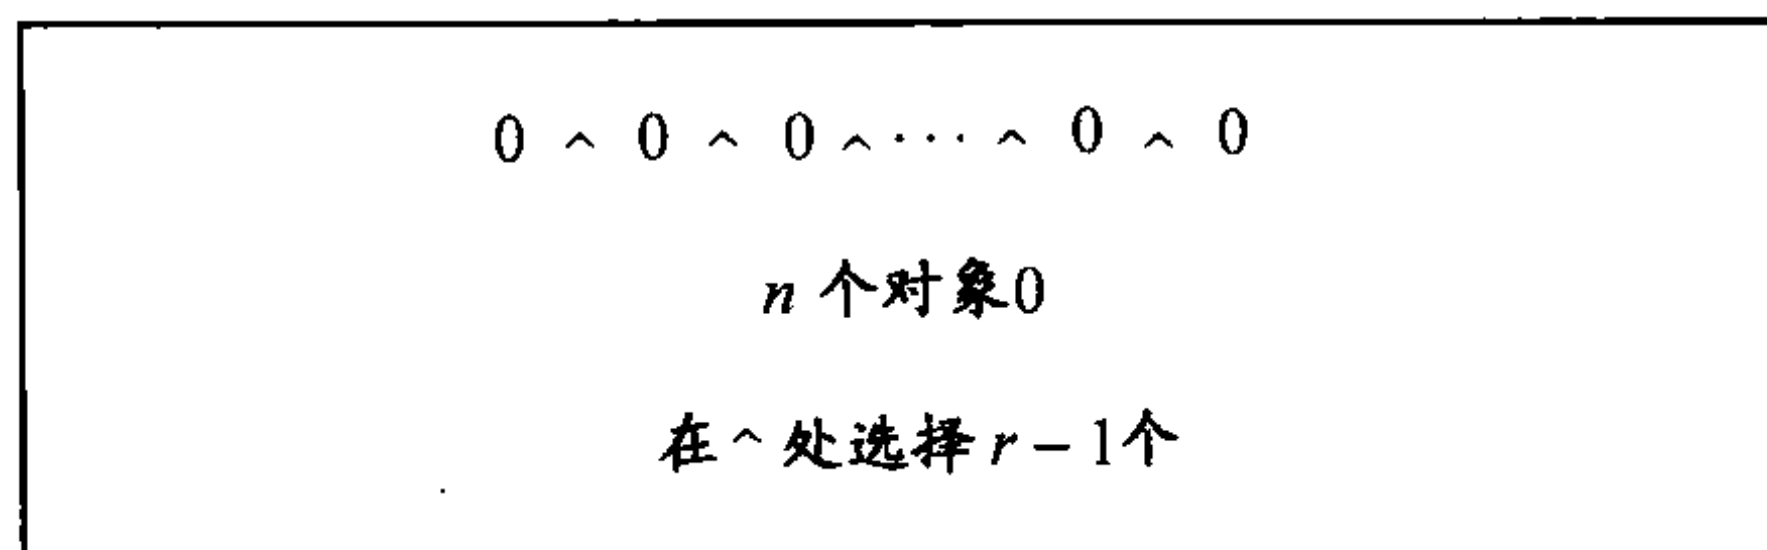 0 ^ 0 ^ 0 ^ ··· ^ 0 ^ 0
n 个对象0
在 ^ 处选择 r – 1个